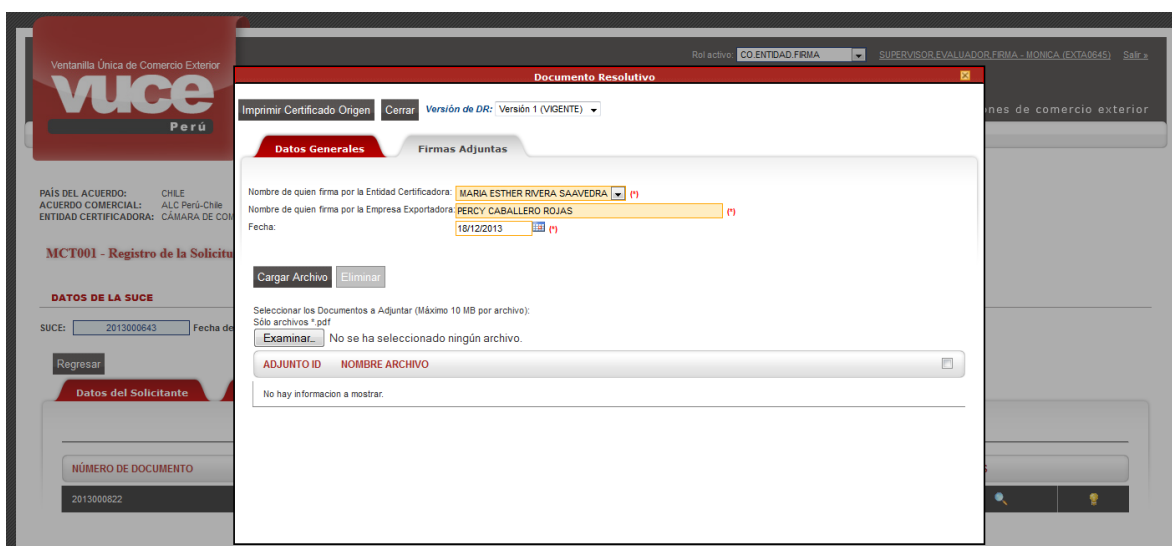 Ventanilla Única de Comercio Exterior
vuce
Perú
Rol activo: CO.ENTIDAD.FIRMA SUPERVISOR,EVALUADOR,FIRMA - MONICA (EXTA0645) Salir »
Documento Resolutivo
ones de comercio exterior
Imprimir Certificado Origen Cerrar Versión de DR: Versión 1 (VIGENTE)
Datos Generales Firmas Adjuntas
PAÍS DEL ACUERDO: CHILE
ACUERDO COMERCIAL: ALC Perú-Chile
ENTIDAD CERTIFICADORA: CÁMARA DE COM
Nombre de quien firma por la Entidad Certificadora: MARIA ESTHER RIVERA SAAVEDRA (*)
Nombre de quien firma por la Empresa Exportadora: PERCY CABALLERO ROJAS (*)
Fecha: 18/12/2013 (*)
MCT001 - Registro de la Solicitu
Cargar Archivo Eliminar
DATOS DE LA SUCE
Seleccionar los Documentos a Adjuntar (Máximo 10 MB por archivo):
Sólo archivos *.pdf
SUCE: 2013000643 Fecha de
Examinar... No se ha seleccionado ningún archivo.
Regresar
ADJUNTO ID NOMBRE ARCHIVO
Datos del Solicitante
No hay informacion a mostrar.
NÚMERO DE DOCUMENTO
2013000822